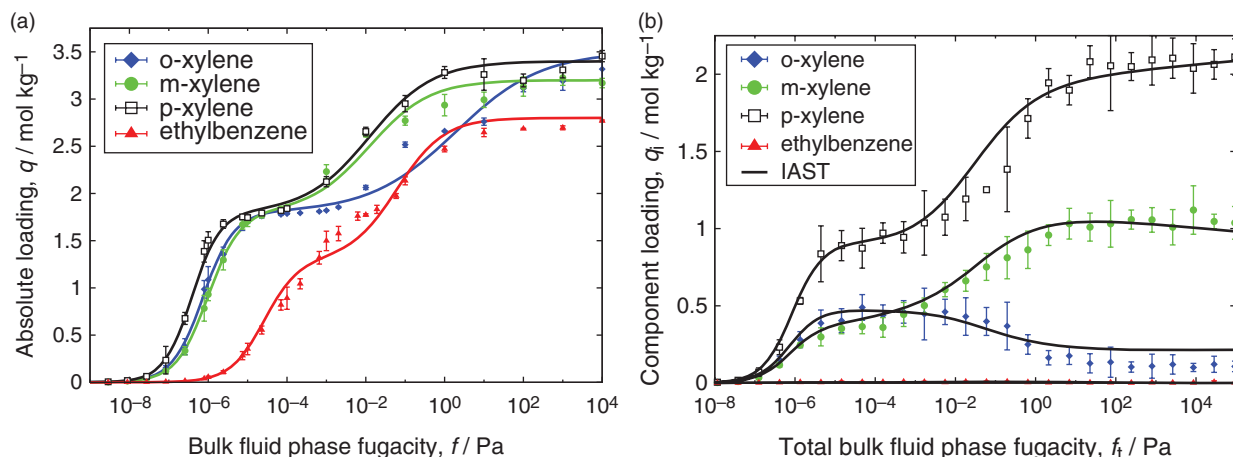 (a)
Absolute loading, q / mol kg⁻¹
3.5
3
2.5
2
1.5
1
0.5
0
o-xylene
m-xylene
p-xylene
ethylbenzene
10⁻⁸ 10⁻⁶ 10⁻⁴ 10⁻² 10⁰ 10² 10⁴
Bulk fluid phase fugacity, f / Pa
(b)
Component loading, qᵢ / mol kg⁻¹
2
1.5
1
0.5
0
o-xylene
m-xylene
p-xylene
ethylbenzene
IAST
10⁻⁸ 10⁻⁶ 10⁻⁴ 10⁻² 10⁰ 10² 10⁴
Total bulk fluid phase fugacity, fₜ / Pa